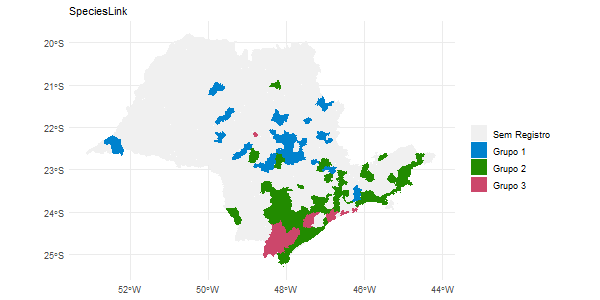 SpeciesLink
20°S
21°S
22°S
23°S
24°S
25°S
52°W
50°W
48°W
46°W
44°W
Sem Registro
Grupo 1
Grupo 2
Grupo 3